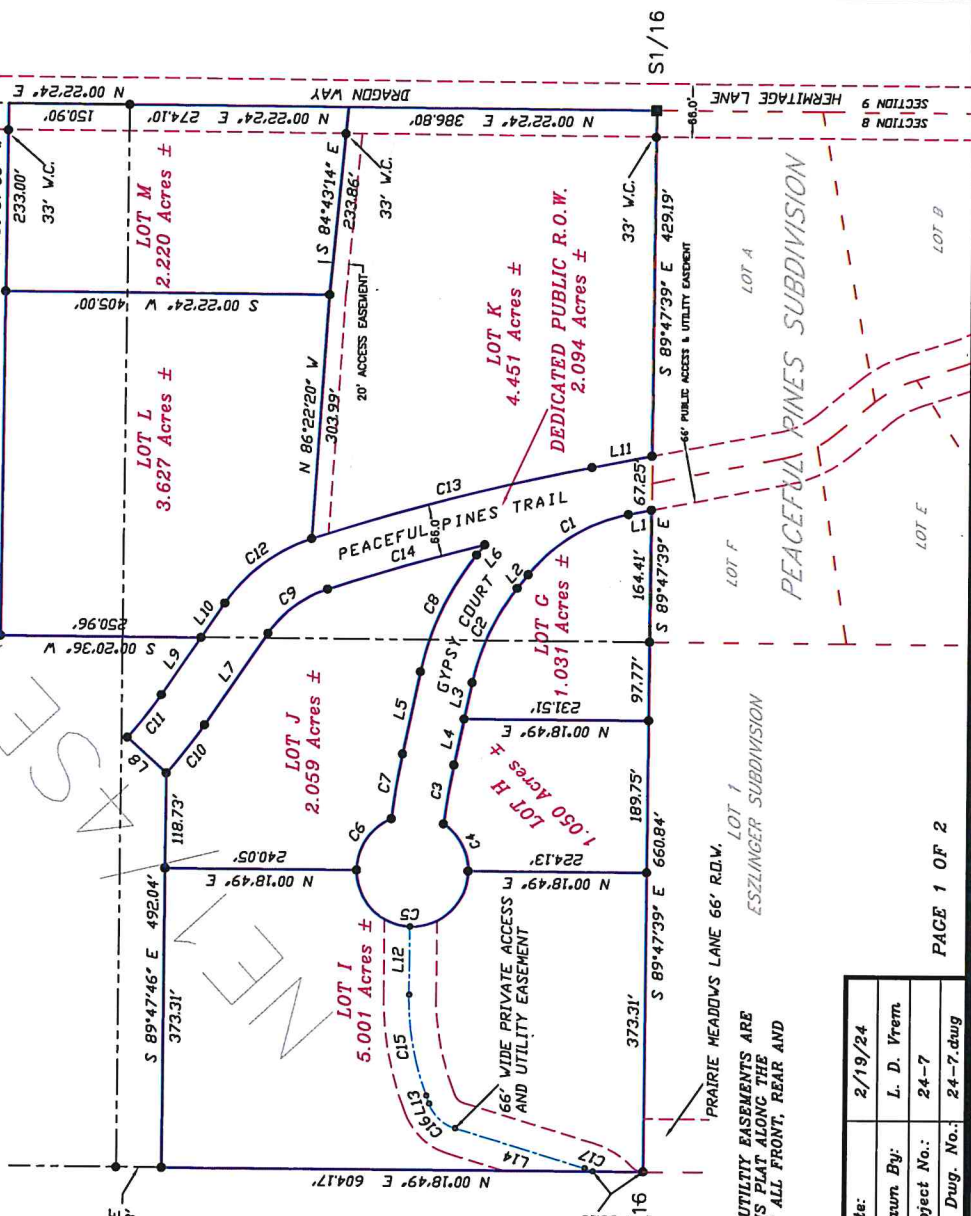 S1/16
N 00°22'24" E
150.90'
N 00°22'24" E 274.10'
DRAGON WAY
N 00°22'24" E 386.80'
66.0'
HERMITAGE LANE
SECTION 9
SECTION 8
233.00'
33' W.C.
LOT M
2.220 Acres ±
S 84°43'14" E
233.86'
33' W.C.
33' W.C.
S 00°22'24" W 405.00'
20' ACCESS EASEMENT
N 86°22'20" W
303.99'
LOT L
3.627 Acres ±
LOT K
4.451 Acres ±
DEDICATED PUBLIC R.O.W.
2.094 Acres ±
S 89°47'39" E 429.19'
66' PUBLIC ACCESS & UTILITY EASEMENT
LOT A
LOT B
PEACEFUL PINES SUBDIVISION
L11
67.25'
C13
PEACEFUL PINES TRAIL
66.0'
C14
C12
L10
C9
L9
L7
C11
C10
L8
S 00°20'36" W
250.96'
C1
L1
L2
L6
C8
GYPSY COURT
C2
L3
L5
L4
C7
C3
C6
C4
C5
LOT G
1.031 Acres ±
164.41'
S 89°47'39" E
LOT F
LOT E
97.77'
N 00°18'49" E
231.51'
LOT J
2.059 Acres ±
LOT H
1.050 Acres ±
118.73'
N 00°18'49" E
240.05'
N 00°18'49" E
224.13'
189.75'
660.84'
LOT 1
ESZLINGER SUBDIVISION
S 89°47'46" E 492.04'
373.31'
LOT I
5.001 Acres ±
L12
C15
L13
C16
L14
C17
66' WIDE PRIVATE ACCESS
AND UTILITY EASEMENT
S 89°47'39" E
373.31'
N 00°18'49" E 604.17'
PRAIRIE MEADOWS LANE 66' R.O.W.
16
UTILTIY EASEMENTS ARE
PLAT ALONG THE
ALL FRONT, REAR AND
PAGE 1 OF 2
2/19/24
By: L. D. Vrem
No.: 24-7
Dwg. No.: 24-7.dwg